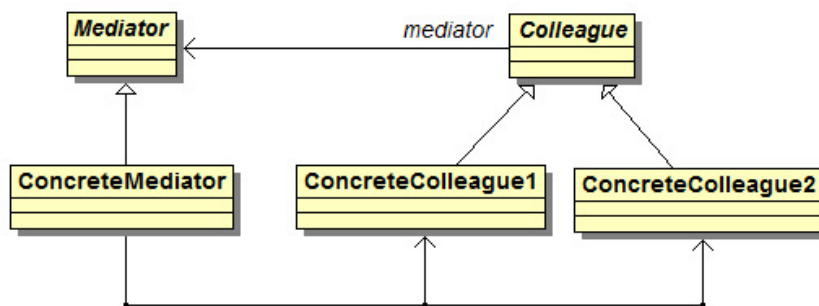 Mediator
mediator
Colleague
ConcreteMediator
ConcreteColleague1
ConcreteColleague2